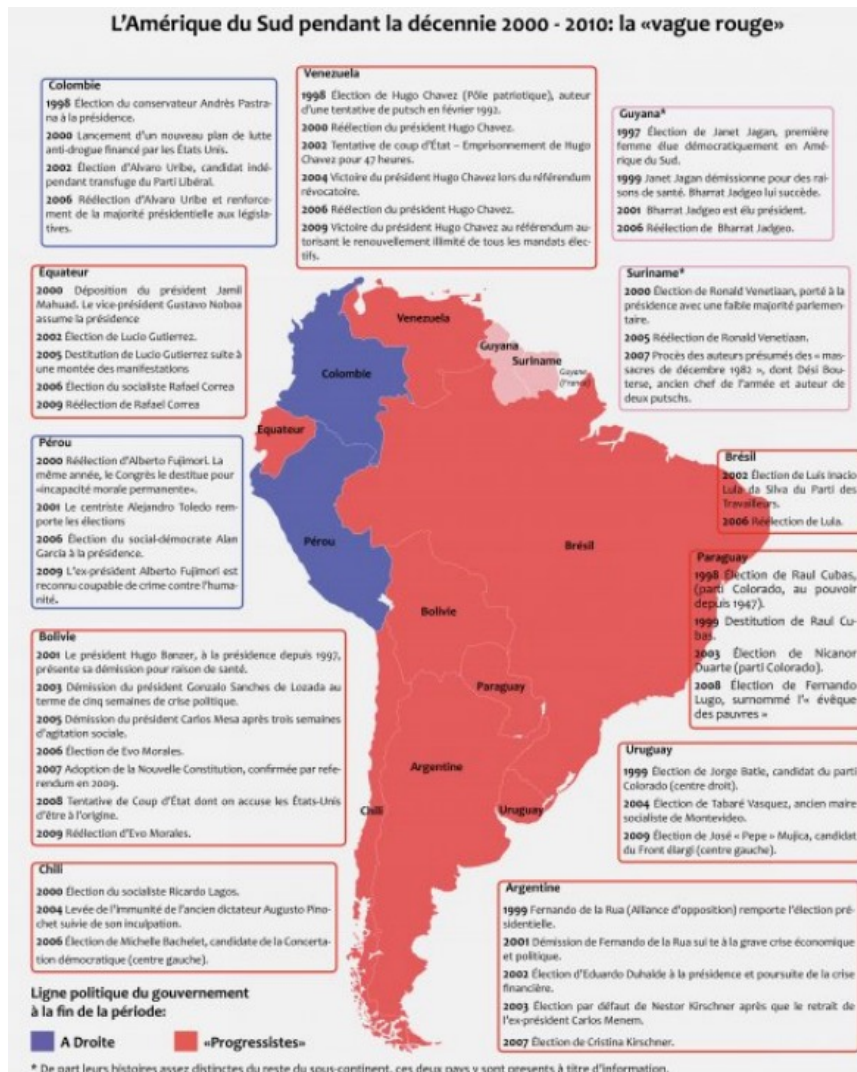 L'Amérique du Sud pendant la décennie 2000 - 2010: la «vague rouge»
Colombie
1998 Élection du conservateur Andrès Pastra-
na à la présidence.
2000 Lancement d'un nouveau plan de lutte
anti-drogue financé par les États Unis.
2002 Élection d'Alvaro Uribe, candidat indé-
pendant transfuge du Parti Libéral.
2006 Réélection d'Alvaro Uribe et renforce-
ment de la majorité présidentielle aux législa-
tives.
Venezuela
1998 Élection de Hugo Chavez (Pôle patriotique), auteur
d'une tentative de putsch en février 1992.
2000 Réélection du président Hugo Chavez.
2002 Tentative de coup d'État – Emprisonnement de Hugo
Chavez pour 47 heures.
2004 Victoire du président Hugo Chavez lors du référendum
révocatoire.
2006 Réélection du président Hugo Chavez.
2009 Victoire du président Hugo Chavez au référendum au-
torisant le renouvellement illimité de tous les mandats élec-
tifs.
Guyana*
1997 Élection de Janet Jagan, première
femme élue démocratiquement en Amé-
rique du Sud.
1999 Janet Jagan démissionne pour des rai-
sons de santé. Bharrat Jadgeo lui succède.
2001 Bharrat Jadgeo est élu président.
2006 Réélection de Bharrat Jadgeo.
Equateur
2000 Déposition du président Jamil
Mahuad. Le vice-président Gustavo Noboa
assume la présidence
2002 Élection de Lucio Gutierrez.
2005 Destitution de Lucio Gutierrez suite à
une montée des manifestations
2006 Élection du socialiste Rafael Correa
2009 Réélection de Rafael Correa
Suriname*
2000 Élection de Ronald Venetiaan, porté à la
présidence avec une faible majorité parlemen-
taire.
2005 Réélection de Ronald Venetiaan.
2007 Procès des auteurs présumés des « mas-
sacres de décembre 1982 », dont Dési Bou-
terse, ancien chef de l'armée et auteur de
deux putschs.
Pérou
2000 Réélection d'Alberto Fujimori. La
même année, le Congrès le destitue pour
«incapacité morale permanente».
2001 Le centriste Alejandro Toledo rem-
porte les élections
2006 Élection du social-démocrate Alan
Garcia à la présidence.
2009 L'ex-président Alberto Fujimori est
reconnu coupable de crime contre l'huma-
nité.
Brésil
2002 Élection de Luis Inacio
Lula da Silva du Parti des
Travailleurs.
2006 Réélection de Lula.
Paraguay
1998 Élection de Raul Cubas,
(parti Colorado, au pouvoir
depuis 1947).
1999 Destitution de Raul Cu-
bas.
2003 Élection de Nicanor
Duarte (parti Colorado).
2008 Élection de Fernando
Lugo, surnommé l'« évêque
des pauvres »
Bolivie
2001 Le président Hugo Banzer, à la présidence depuis 1997,
présente sa démission pour raison de santé.
2003 Démission du président Gonzalo Sanches de Lozada au
terme de cinq semaines de crise politique.
2005 Démission du président Carlos Mesa après trois semaines
d'agitation sociale.
2006 Élection de Evo Morales.
2007 Adoption de la Nouvelle Constitution, confirmée par refe-
rendum en 2009.
2008 Tentative de Coup d'État dont on accuse les États-Unis
d'être à l'origine.
2009 Réélection d'Evo Morales.
Uruguay
1999 Élection de Jorge Batle, candidat du parti
Colorado (centre droit).
2004 Élection de Tabaré Vasquez, ancien maire
socialiste de Montevideo.
2009 Élection de José « Pepe » Mujica, candidat
du Front élargi (centre gauche).
Chili
2000 Élection du socialiste Ricardo Lagos.
2004 Levée de l'immunité de l'ancien dictateur Augusto Pino-
chet suivie de son inculpation.
2006 Élection de Michelle Bachelet, candidate de la Concerta-
tion démocratique (centre gauche).
Argentine
1999 Fernando de la Rua (Alliance d'opposition) remporte l'élection pré-
sidentielle.
2001 Démission de Fernando de la Rua suite à la grave crise économique
et politique.
2002 Élection d'Eduardo Duhalde à la présidence et poursuite de la crise
financière.
2003 Élection par défaut de Nestor Kirschner après que le retrait de
l'ex-président Carlos Menem.
2007 Élection de Cristina Kirschner.
Venezuela
Guyana
Suriname
Guyane
(France)
Colombie
Equateur
Pérou
Brésil
Bolivie
Paraguay
Argentine
Chili
Uruguay
Ligne politique du gouvernement
à la fin de la période:
A Droite
«Progressistes»
* De part leurs histoires assez distinctes du reste du sous-continent, ces deux pays y sont presents à titre d'information.